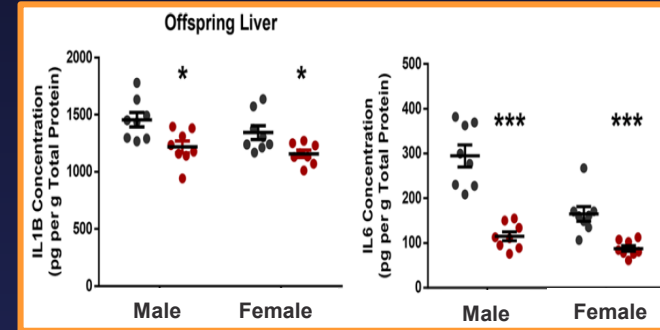 Offspring Liver
IL1B Concentration
(pg per g Total Protein)
2000
1500
1000
500
0
*
*
Male
Female
IL6 Concentration
(pg per g Total Protein)
500
400
300
200
100
0
***
***
Male
Female